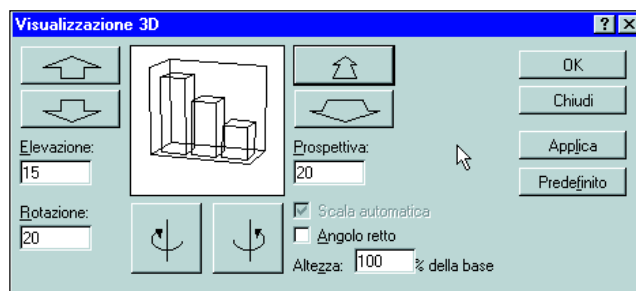 Visualizzazione 3D
OK
Chiudi
Elevazione:
15
Prospettiva:
20
Applica
Predefinito
Rotazione:
20
Scala automatica
Angolo retto
Altezza: 100 % della base